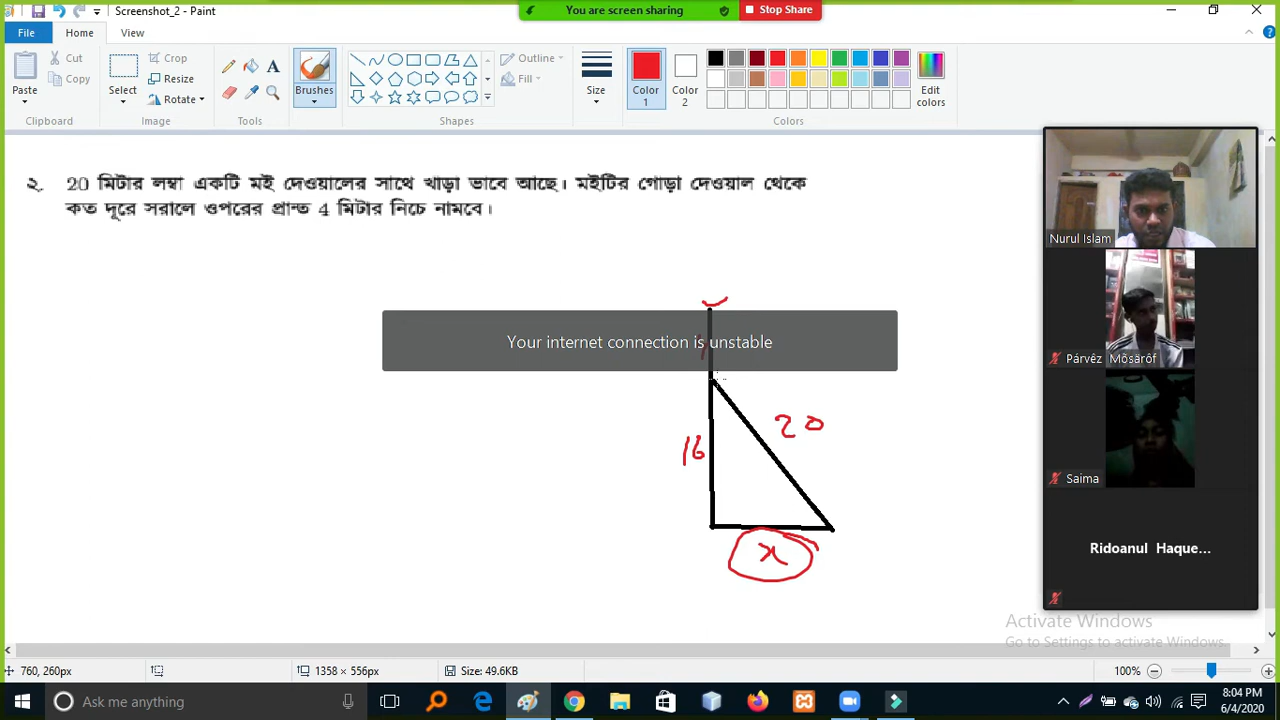 Screenshot_2 - Paint
You are screen sharing
Stop Share
File
Home
View
Paste
Cut
Copy
Clipboard
Select
Crop
Resize
Rotate
Image
A
Tools
Brushes
Outline
Fill
Shapes
Size
Color 1
Color 2
Edit colors
Colors
২. 20 মিটার লম্বা একটি মই দেওয়ালের সাথে খাড়া ভাবে আছে। মইটির গোড়া দেওয়াল থেকে
কত দূরে সরালে ওপরের প্রান্ত 4 মিটার নিচে নামবে।
Your internet connection is unstable
20
16
x
Nurul Islam
Párvêz Mõsârôf
Saima
Ridoanul Haque...
Activate Windows
Go to Settings to activate Windows.
760, 260px
1358 × 556px
Size: 49.6KB
100%
Ask me anything
8:04 PM
6/4/2020